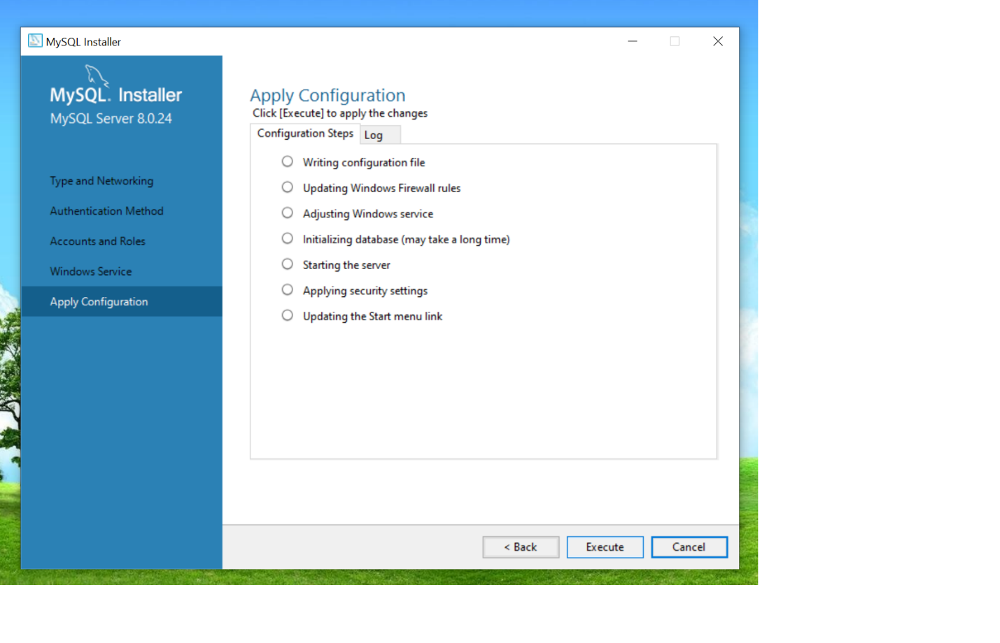 MySQL Installer
MySQL. Installer
MySQL Server 8.0.24
Type and Networking
Authentication Method
Accounts and Roles
Windows Service
Apply Configuration
Apply Configuration
Click [Execute] to apply the changes
Configuration Steps
Log
Writing configuration file
Updating Windows Firewall rules
Adjusting Windows service
Initializing database (may take a long time)
Starting the server
Applying security settings
Updating the Start menu link
< Back
Execute
Cancel